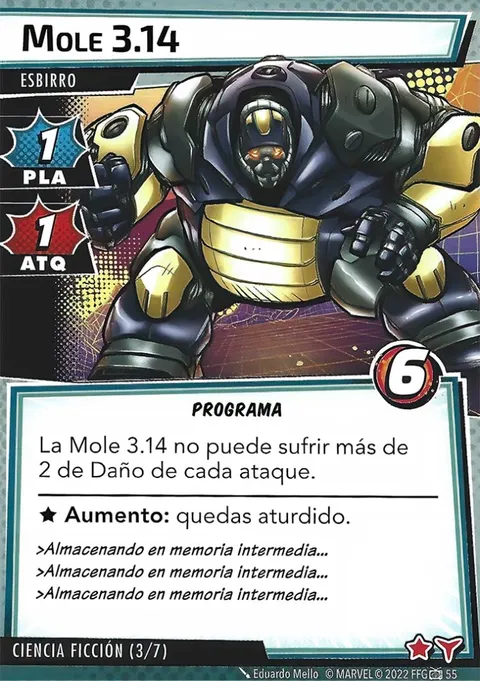 MOLE 3.14
ESBIRRO
1
PLA
1
ATQ
6
PROGRAMA
La Mole 3.14 no puede sufrir más de
2 de Daño de cada ataque.
★ Aumento: quedas aturdido.
>Almacenando en memoria intermedia...
>Almacenando en memoria intermedia...
>Almacenando en memoria intermedia...
CIENCIA FICCIÓN (3/7)
Eduardo Mello © MARVEL © 2022 FFG 55